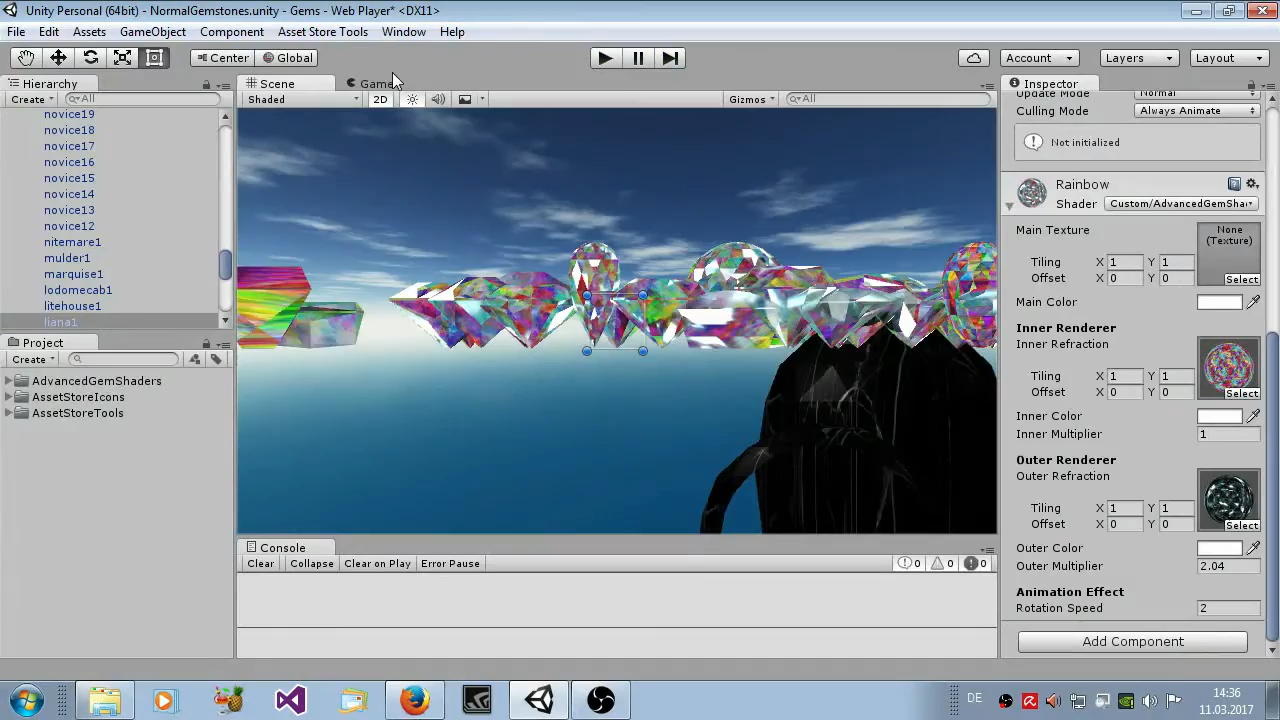 Unity Personal (64bit) - NormalGemstones.unity - Gems - Web Player* <DX11>
File Edit Assets GameObject Component Asset Store Tools Window Help
Center Global Account Layers Layout
Hierarchy Scene Game Inspector
Create All Shaded 2D Gizmos All
novice19
novice18
novice17
novice16
novice15
novice14
novice13
novice12
nitemare1
mulder1
marquise1
lodomecab1
litehouse1
liana1
Project
Create
AdvancedGemShaders
AssetStoreIcons
AssetStoreTools
Console
Clear Collapse Clear on Play Error Pause 0 0 0
Update Mode Normal
Culling Mode Always Animate
Not initialized
Rainbow
Shader Custom/AdvancedGemSha
Main Texture None
(Texture)
Tiling X 1 Y 1
Offset X 0 Y 0 Select
Main Color
Inner Renderer
Inner Refraction
Tiling X 1 Y 1
Offset X 0 Y 0 Select
Inner Color
Inner Multiplier 1
Outer Renderer
Outer Refraction
Tiling X 1 Y 1
Offset X 0 Y 0 Select
Outer Color
Outer Multiplier 2.04
Animation Effect
Rotation Speed 2
Add Component
DE 14:36
11.03.2017